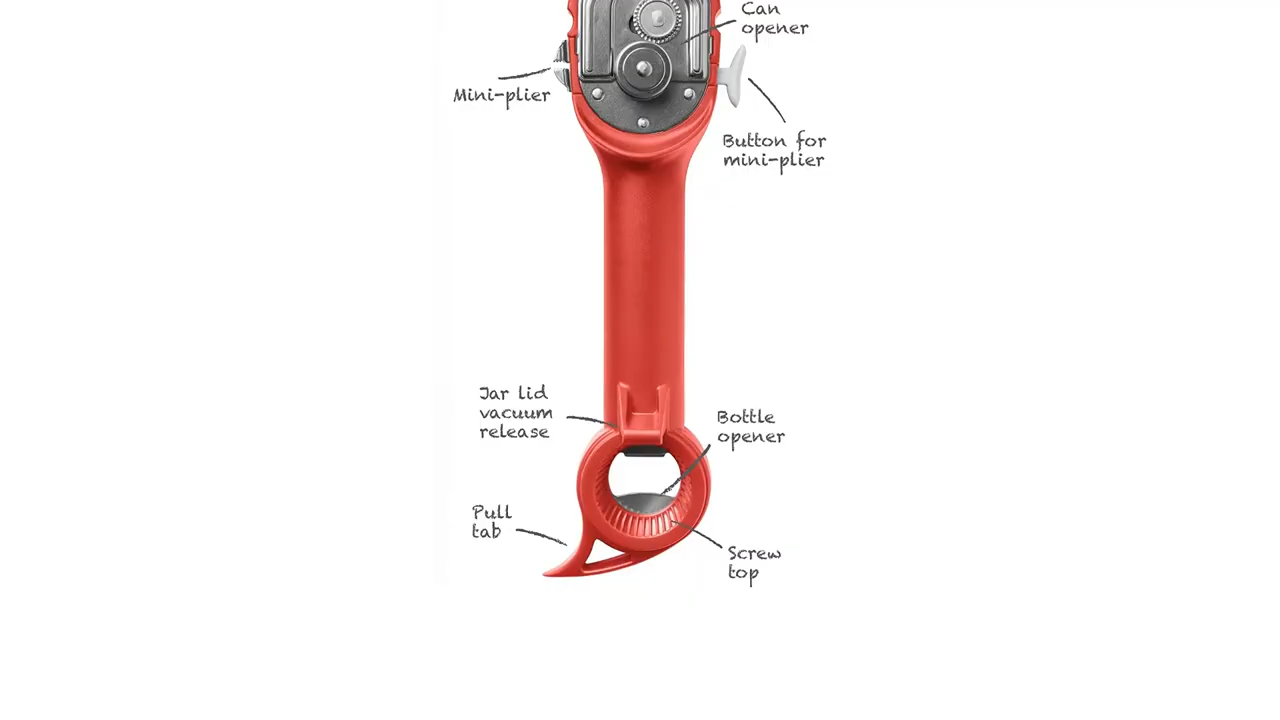 Can
opener
Mini-plier
Button for
mini-plier
Jar lid
vacuum
release
Bottle
opener
Pull
tab
Screw
top